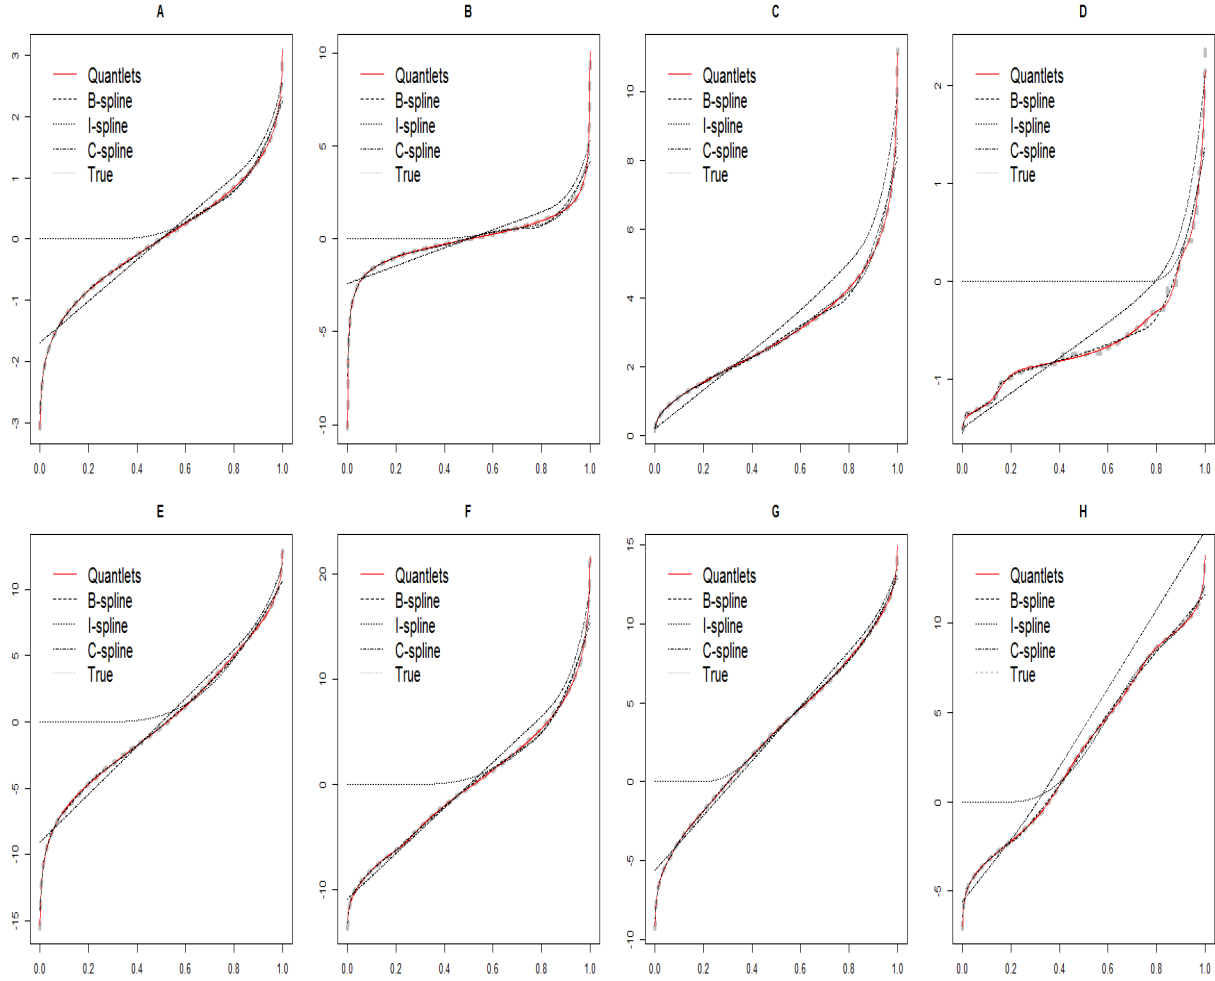 A
B
C
D
3
2
1
0
-1
-2
-3
Quantlets
B-spline
I-spline
C-spline
True
0.0 0.2 0.4 0.6 0.8 1.0
10
5
0
-5
-10
Quantlets
B-spline
I-spline
C-spline
True
0.0 0.2 0.4 0.6 0.8 1.0
10
8
6
4
2
0
Quantlets
B-spline
I-spline
C-spline
True
0.0 0.2 0.4 0.6 0.8 1.0
2
1
0
-1
Quantlets
B-spline
I-spline
C-spline
True
0.0 0.2 0.4 0.6 0.8 1.0
E
F
G
H
10
5
0
-5
-10
-15
Quantlets
B-spline
I-spline
C-spline
True
0.0 0.2 0.4 0.6 0.8 1.0
20
10
0
-10
Quantlets
B-spline
I-spline
C-spline
True
0.0 0.2 0.4 0.6 0.8 1.0
15
10
5
0
-5
-10
Quantlets
B-spline
I-spline
C-spline
True
0.0 0.2 0.4 0.6 0.8 1.0
10
5
0
-5
Quantlets
B-spline
I-spline
C-spline
True
0.0 0.2 0.4 0.6 0.8 1.0